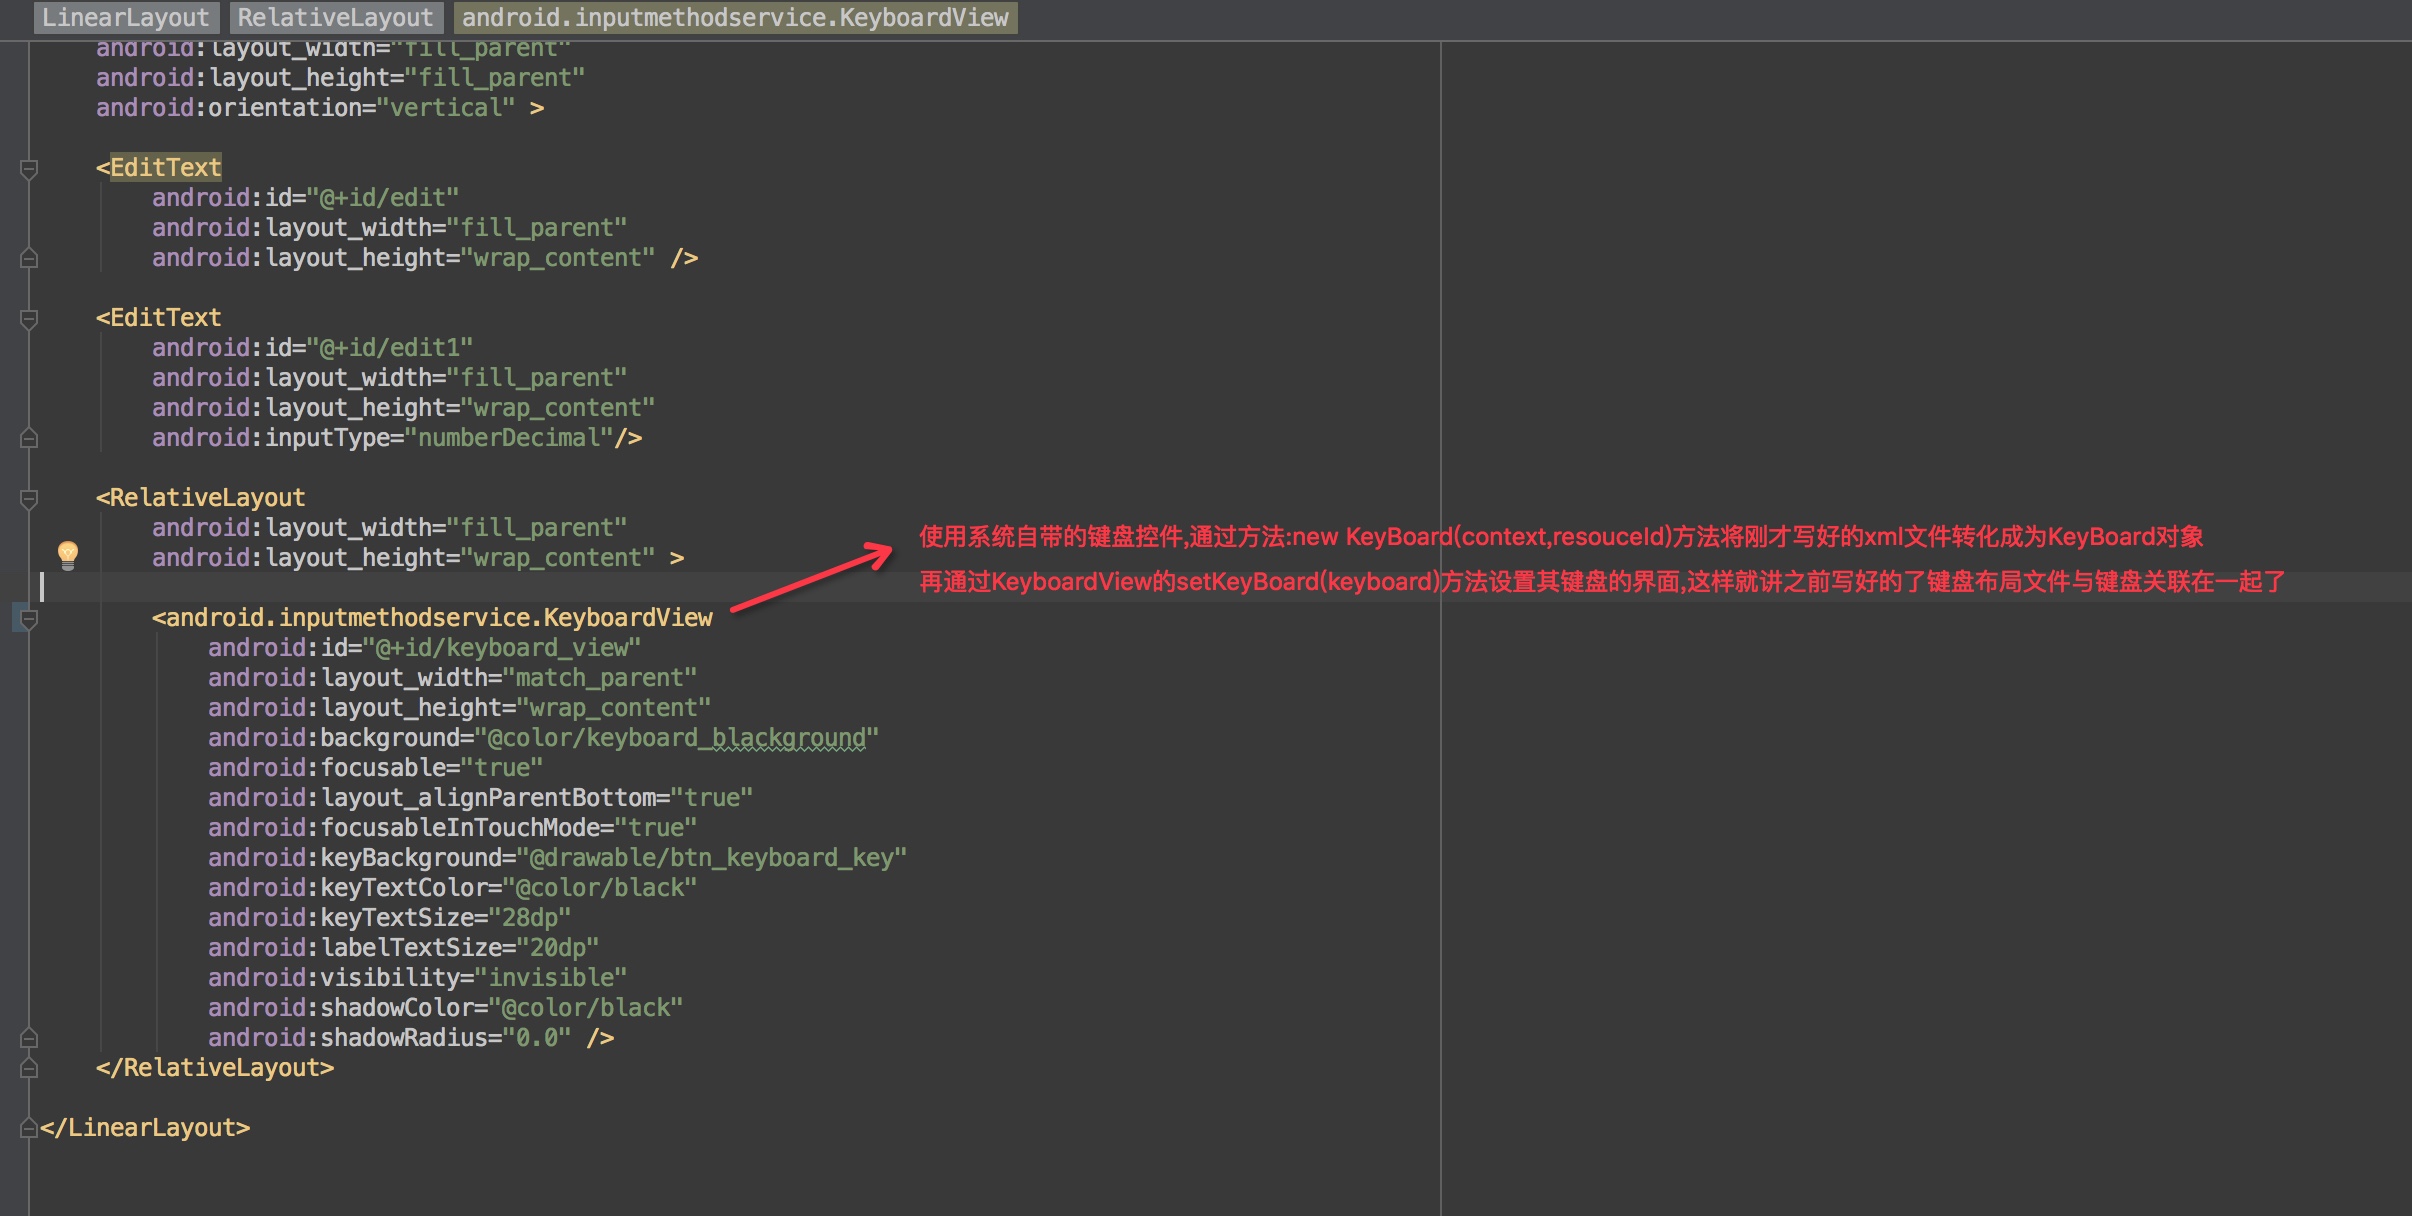 LinearLayout RelativeLayout android.inputmethodservice.KeyboardView
android:layout_width="fill_parent"
android:layout_height="fill_parent"
android:orientation="vertical" >
<EditText
android:id="@+id/edit"
android:layout_width="fill_parent"
android:layout_height="wrap_content" />
<EditText
android:id="@+id/edit1"
android:layout_width="fill_parent"
android:layout_height="wrap_content"
android:inputType="numberDecimal"/>
<RelativeLayout
android:layout_width="fill_parent"
android:layout_height="wrap_content" >
使用系统自带的键盘控件,通过方法:new KeyBoard(context,resouceId)方法将刚才写好的xml文件转化成为KeyBoard对象
再通过KeyboardView的setKeyBoard(keyboard)方法设置其键盘的界面,这样就讲之前写好的了键盘布局文件与键盘关联在一起了
<android.inputmethodservice.KeyboardView
android:id="@+id/keyboard_view"
android:layout_width="match_parent"
android:layout_height="wrap_content"
android:background="@color/keyboard_blackground"
android:focusable="true"
android:layout_alignParentBottom="true"
android:focusableInTouchMode="true"
android:keyBackground="@drawable/btn_keyboard_key"
android:keyTextColor="@color/black"
android:keyTextSize="28dp"
android:labelTextSize="20dp"
android:visibility="invisible"
android:shadowColor="@color/black"
android:shadowRadius="0.0" />
</RelativeLayout>
</LinearLayout>